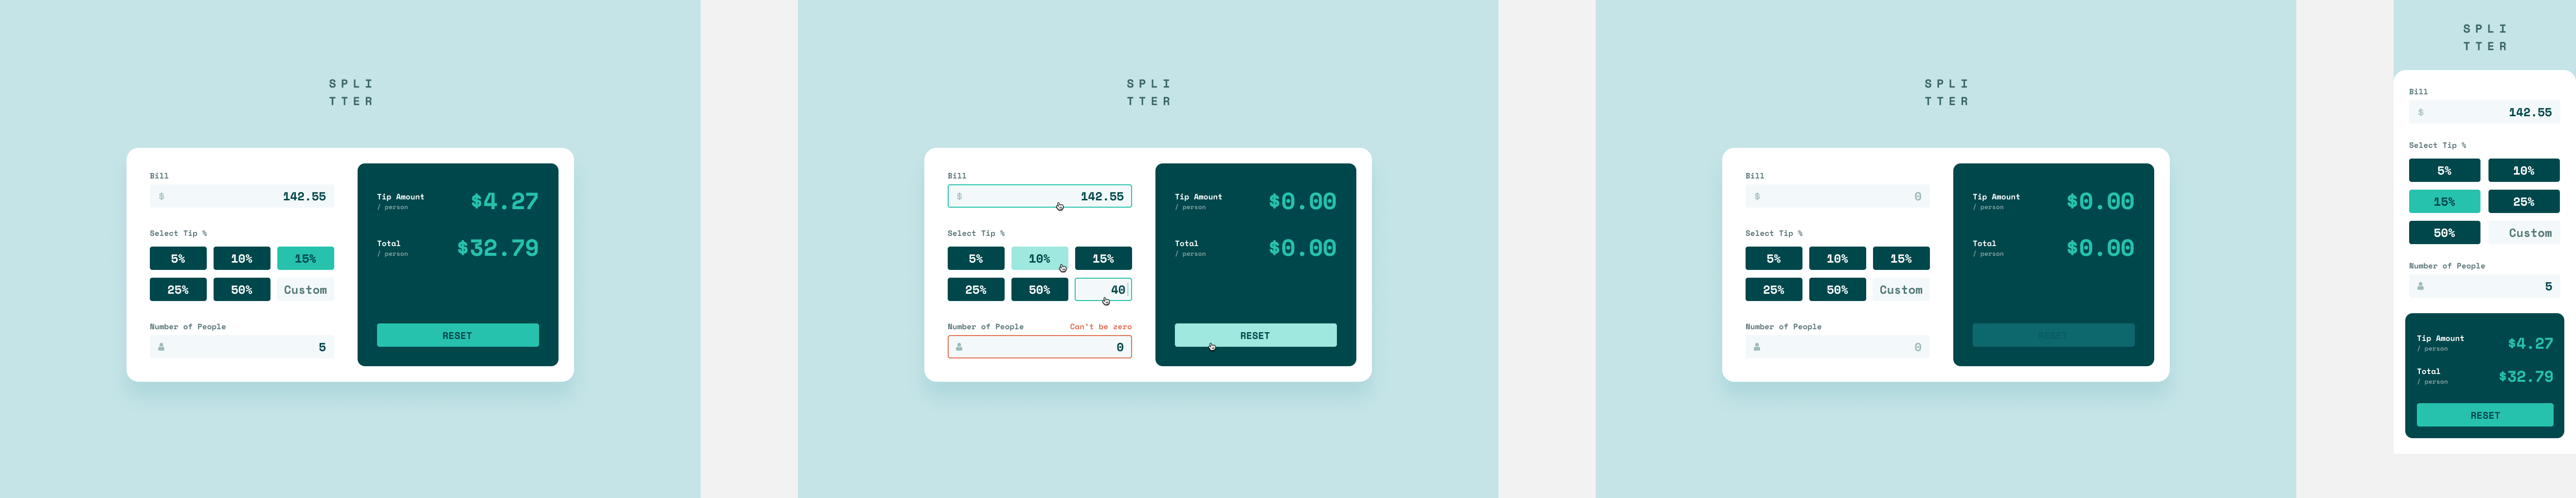 SPLI
TTER
Bill
$ 142.55
Select Tip %
5% 10% 15%
25% 50% Custom
Number of People
5
Tip Amount
/ person
$4.27
Total
/ person
$32.79
RESET
SPLI
TTER
Bill
$ 142.55
Select Tip %
5% 10% 15%
25% 50% 40
Number of People Can't be zero
0
Tip Amount
/ person
$0.00
Total
/ person
$0.00
RESET
SPLI
TTER
Bill
$ 0
Select Tip %
5% 10% 15%
25% 50% Custom
Number of People
0
Tip Amount
/ person
$0.00
Total
/ person
$0.00
RESET
SPLI
TTER
Bill
$ 142.55
Select Tip %
5% 10%
15% 25%
50% Custom
Number of People
5
Tip Amount
/ person
$4.27
Total
/ person
$32.79
RESET